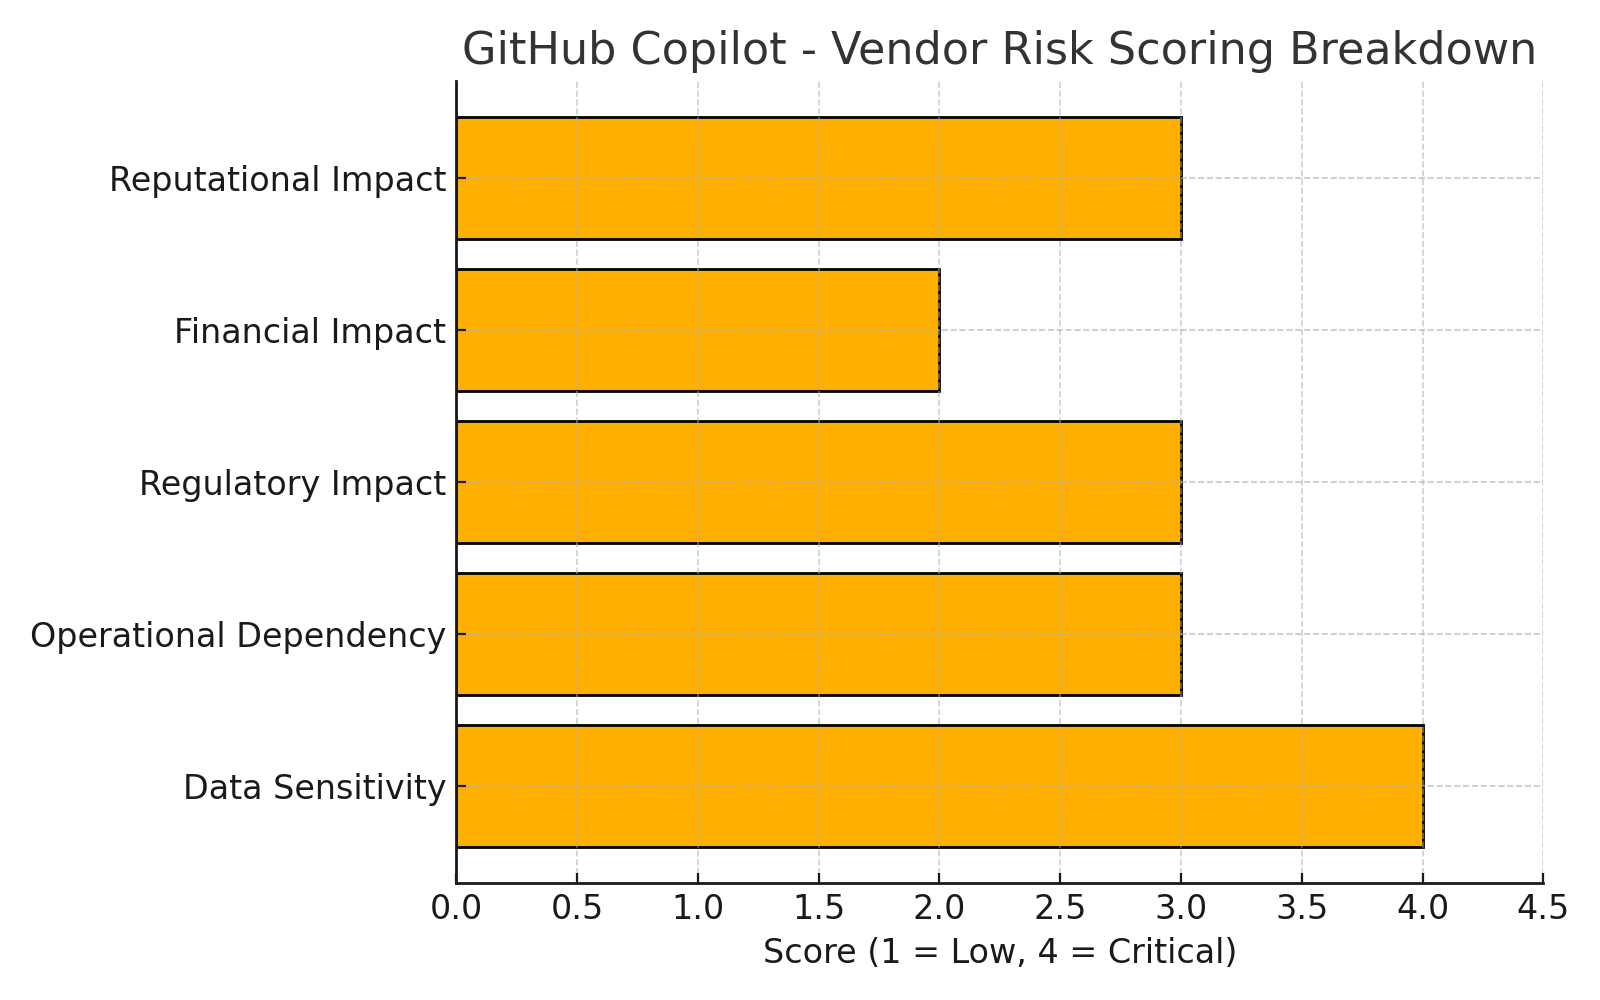 GitHub Copilot - Vendor Risk Scoring Breakdown
Reputational Impact
Financial Impact
Regulatory Impact
Operational Dependency
Data Sensitivity
0.0 0.5 1.0 1.5 2.0 2.5 3.0 3.5 4.0 4.5
Score (1 = Low, 4 = Critical)